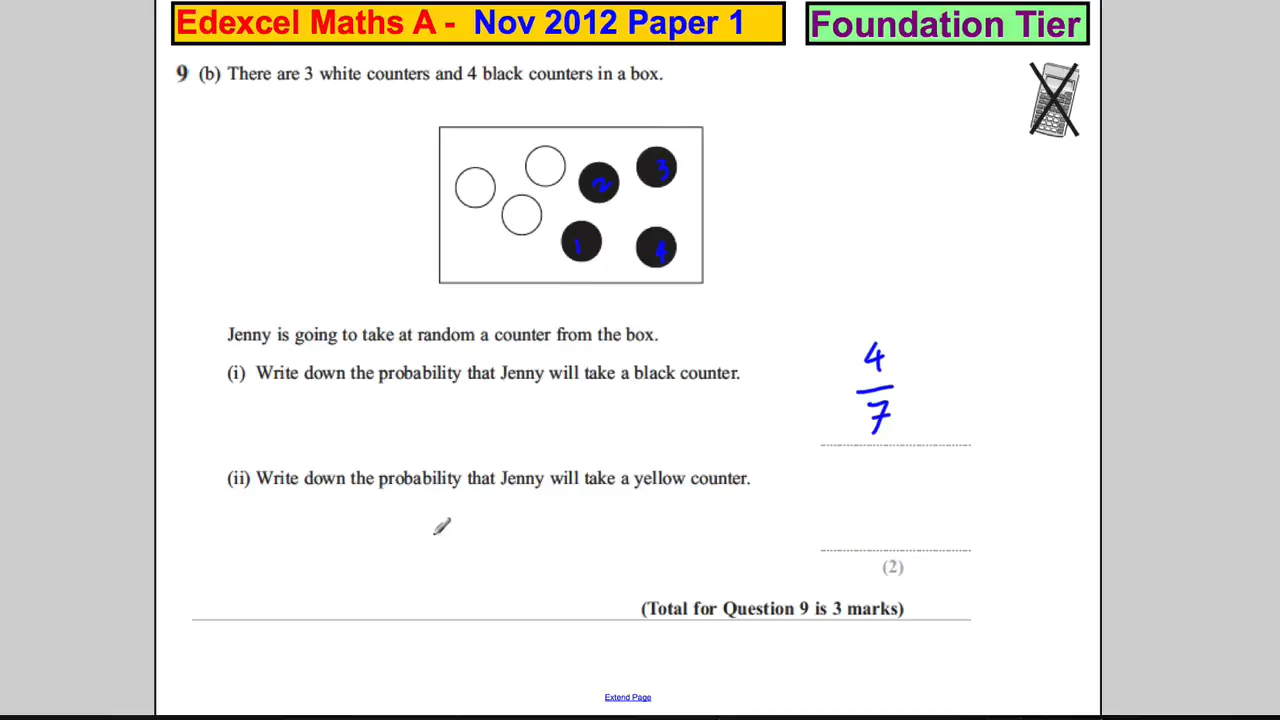 Edexcel Maths A - Nov 2012 Paper 1
Foundation Tier
9 (b) There are 3 white counters and 4 black counters in a box.
3
2
1
4
Jenny is going to take at random a counter from the box.
(i) Write down the probability that Jenny will take a black counter.
4
7
(ii) Write down the probability that Jenny will take a yellow counter.
(2)
(Total for Question 9 is 3 marks)
Extend Page